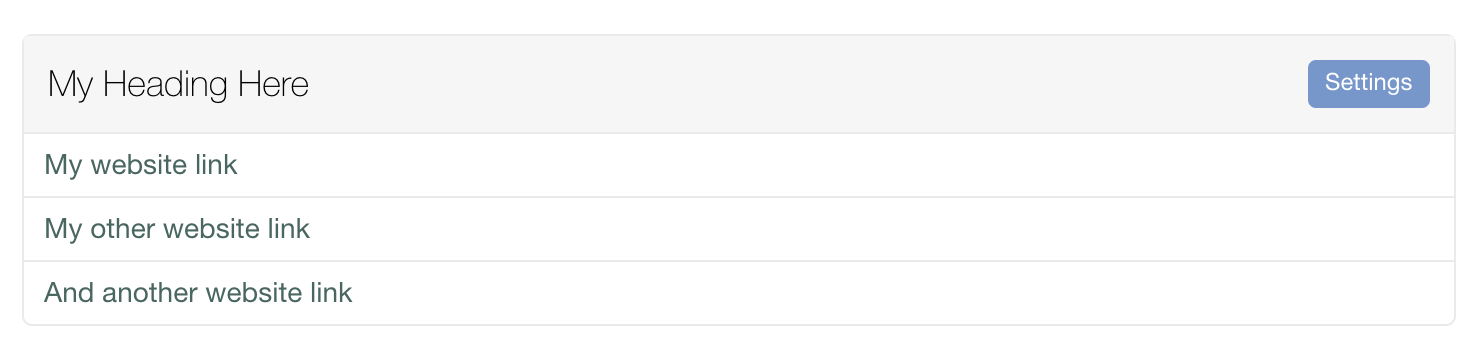 My Heading Here
Settings
My website link
My other website link
And another website link